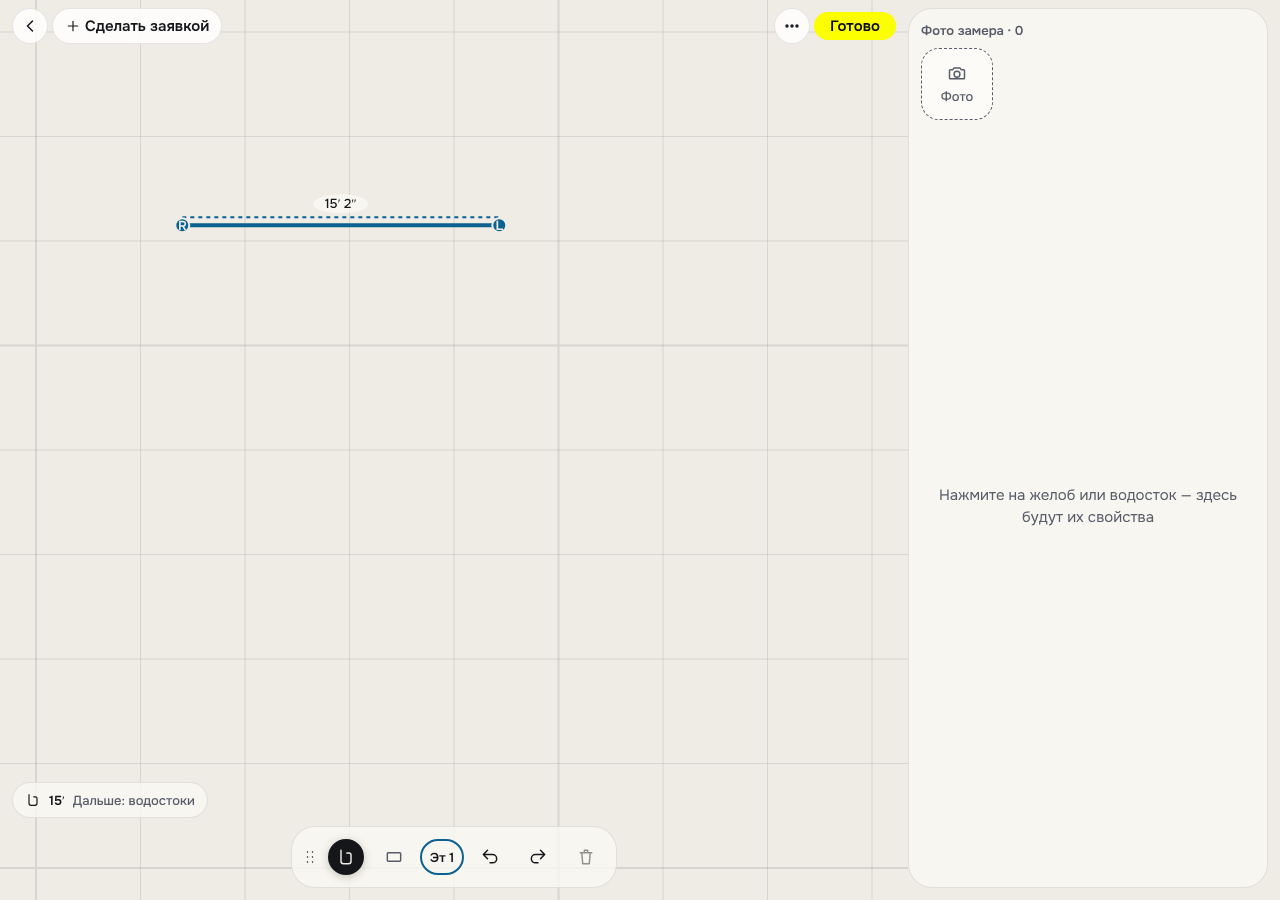 Сделать заявкой
Готово
Фото замера · 0
Фото
15′ 2″
R
L
Нажмите на желоб или водосток — здесь
будут их свойства
15′ Дальше: водостоки
Эт 1